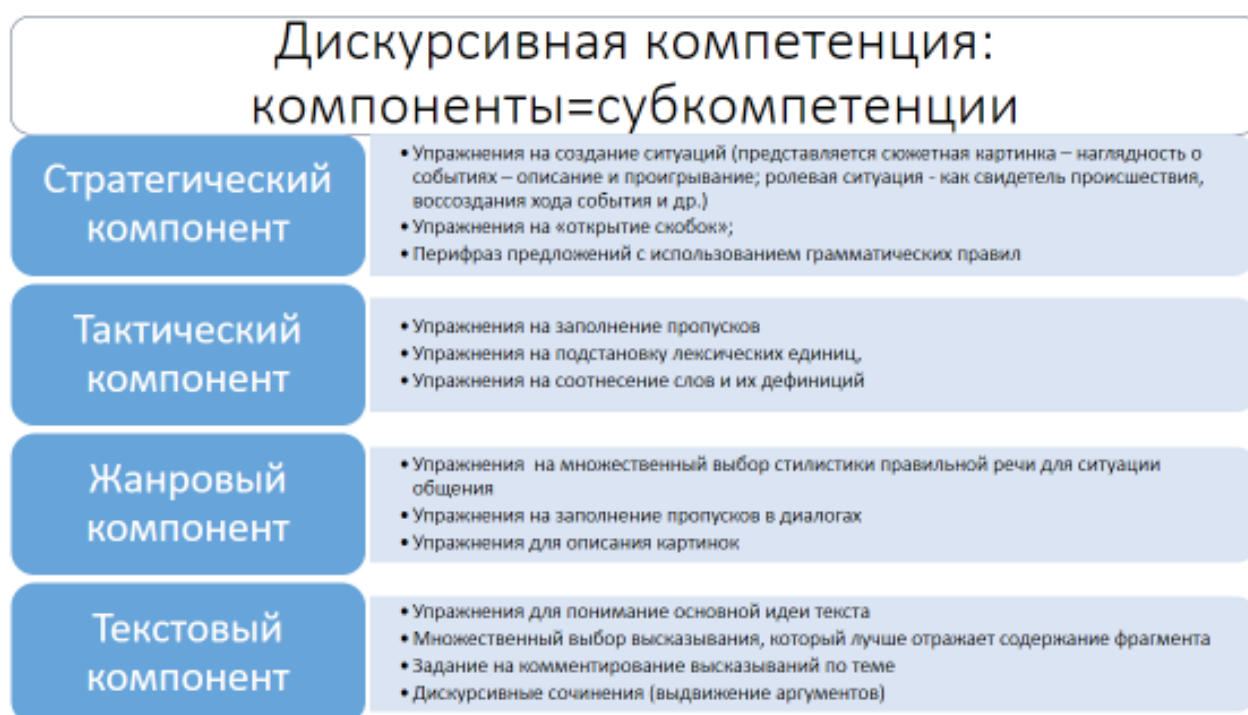 Дискурсивная компетенция:
компоненты=субкомпетенции
Стратегический
компонент
• Упражнения на создание ситуаций (представляется сюжетная картинка – наглядность о
событиях – описание и проигрывание; ролевая ситуация - как свидетель происшествия,
воссоздания хода события и др.)
• Упражнения на «открытие скобок»;
• Перифраз предложений с использованием грамматических правил
Тактический
компонент
• Упражнения на заполнение пропусков
• Упражнения на подстановку лексических единиц,
• Упражнения на соотнесение слов и их дефиниций
Жанровый
компонент
• Упражнения на множественный выбор стилистики правильной речи для ситуации
общения
• Упражнения на заполнение пропусков в диалогах
• Упражнения для описания картинок
Текстовый
компонент
• Упражнения для понимание основной идеи текста
• Множественный выбор высказывания, который лучше отражает содержание фрагмента
• Задание на комментирование высказываний по теме
• Дискурсивные сочинения (выдвижение аргументов)